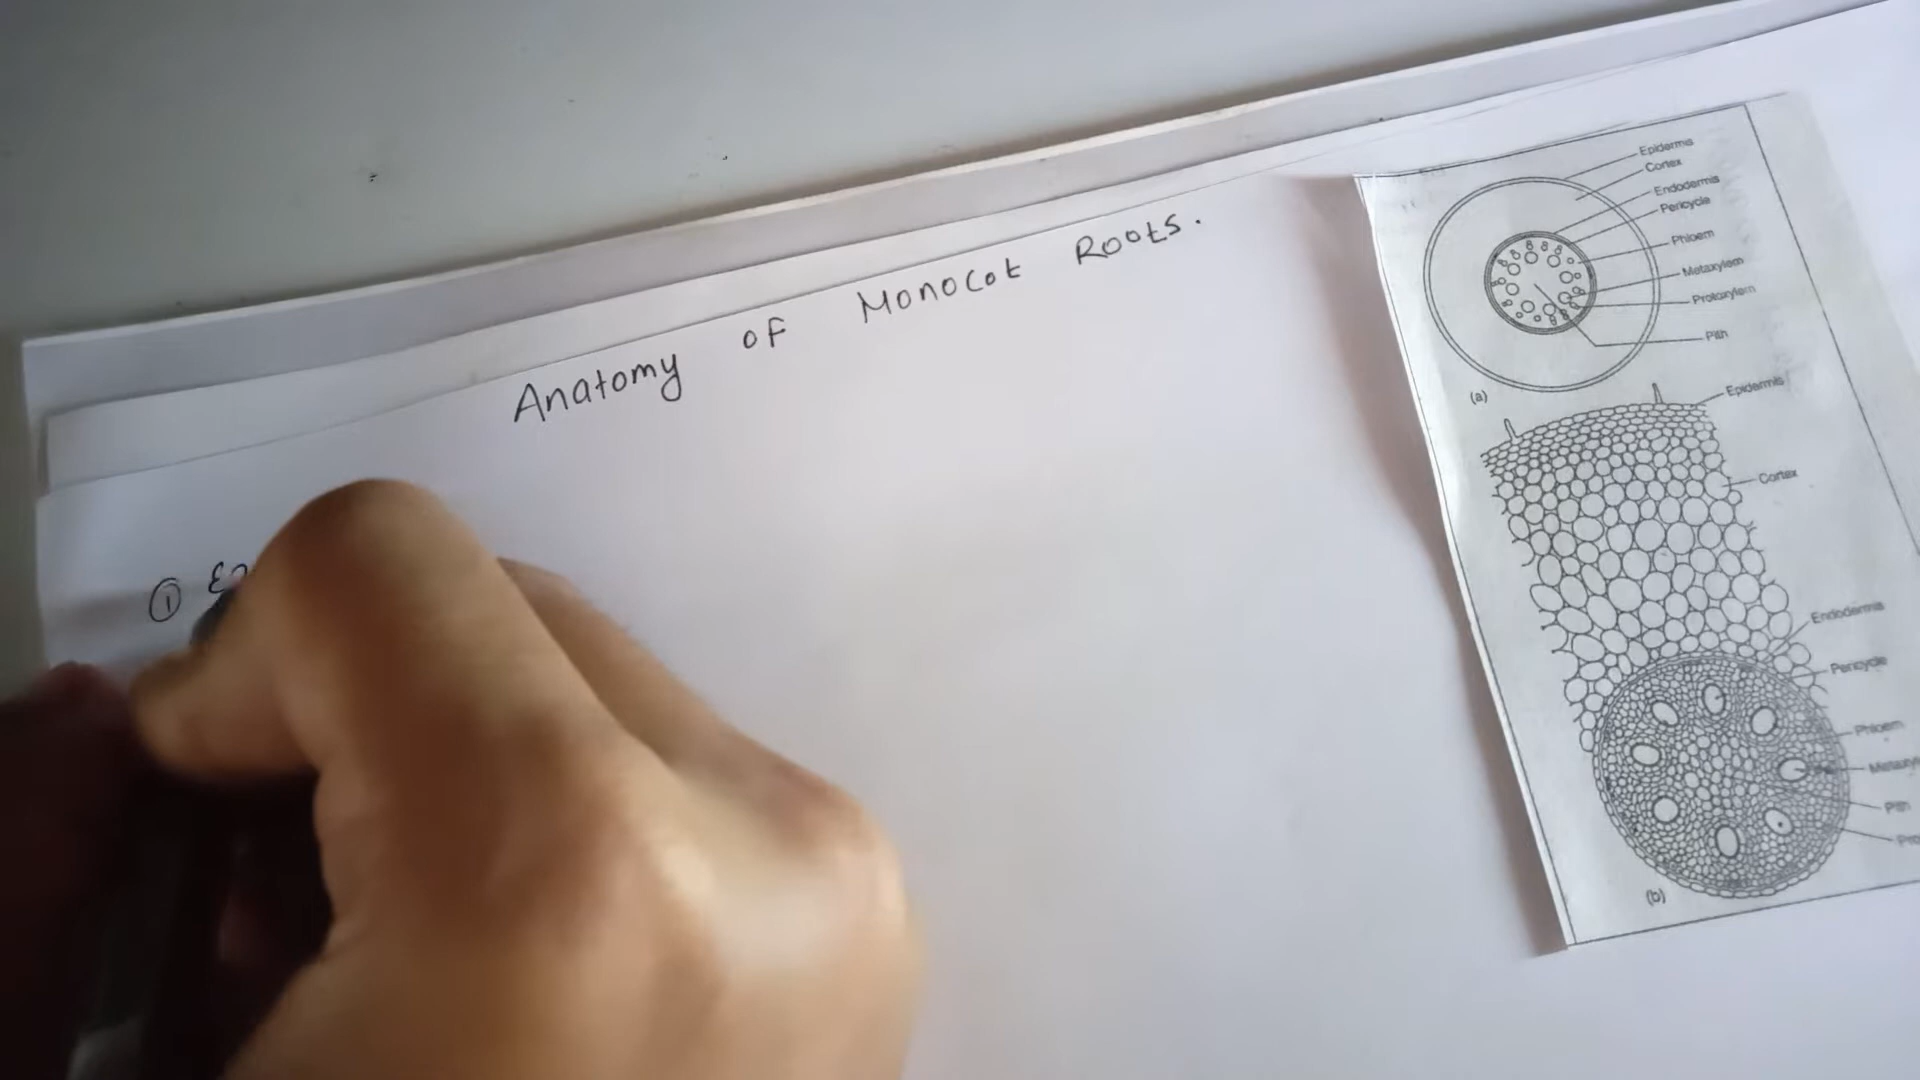 Anatomy of Monocot Roots.
①
Epidermis
Cortex
Endodermis
Pericycle
Phloem
Metaxylem
Protoxylem
Pith
(a)
Epidermis
Cortex
Endodermis
Pericycle
Phloem
Pith
(b)